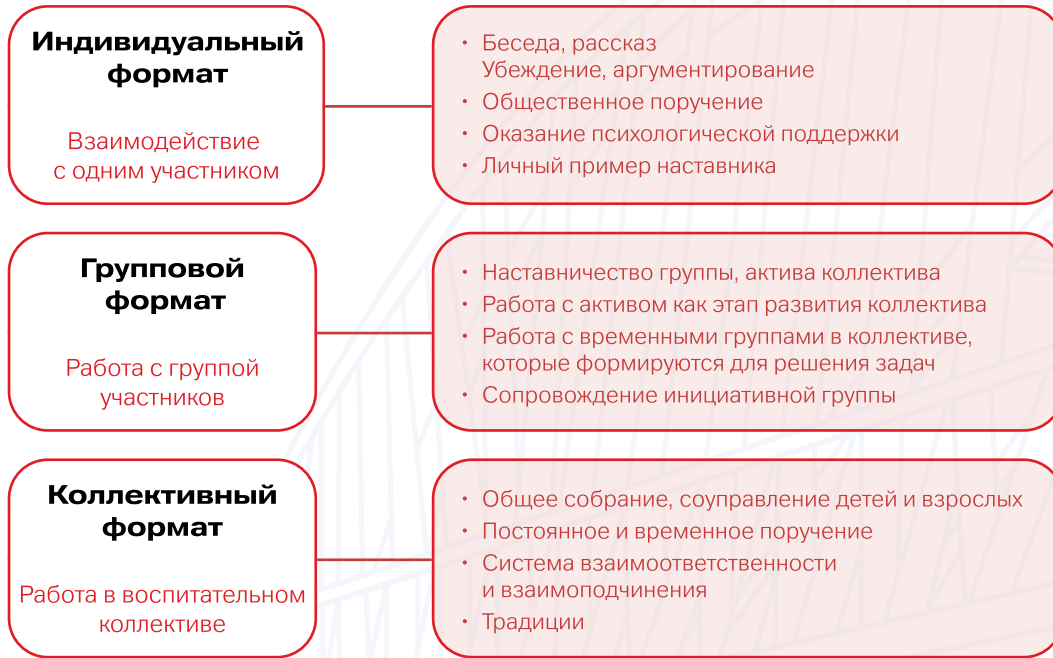 Индивидуальный
формат
Взаимодействие
с одним участником
• Беседа, рассказ
Убеждение, аргументирование
• Общественное поручение
• Оказание психологической поддержки
• Личный пример наставника
Групповой
формат
Работа с группой
участников
• Наставничество группы, актива коллектива
• Работа с активом как этап развития коллектива
• Работа с временными группами в коллективе,
которые формируются для решения задач
• Сопровождение инициативной группы
Коллективный
формат
Работа в воспитательном
коллективе
• Общее собрание, соуправление детей и взрослых
• Постоянное и временное поручение
• Система взаимоответственности
и взаимоподчинения
• Традиции